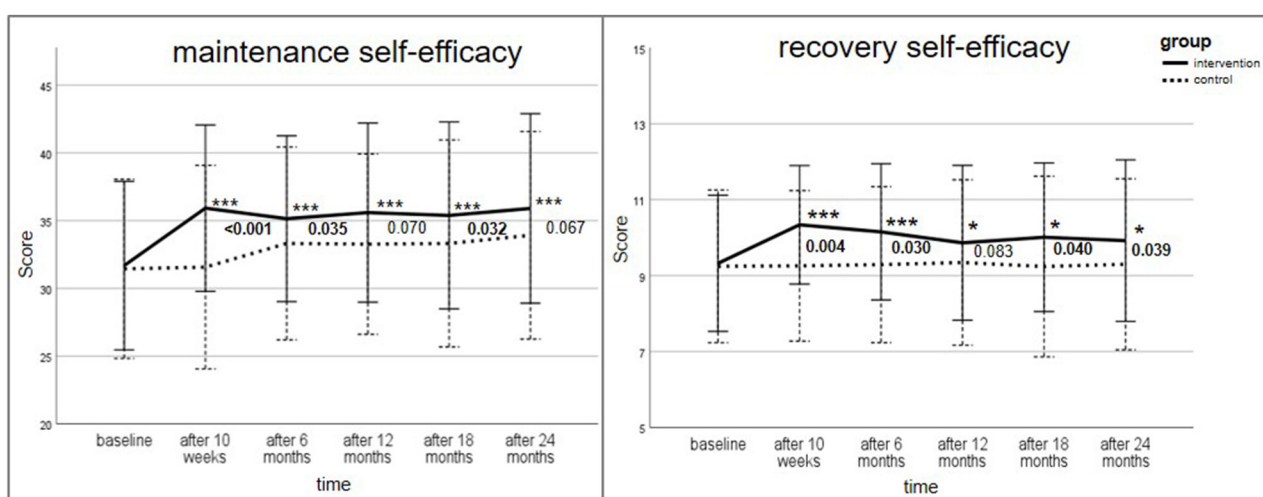 maintenance self-efficacy
45
40
35
30
25
20
Score
***
<0.001
***
0.035
***
0.070
***
0.032
***
0.067
baseline
after 10
weeks
after 6
months
after 12
months
after 18
months
after 24
months
time
recovery self-efficacy
group
intervention
control
15
13
11
9
7
5
Score
***
0.004
***
0.030
*
0.083
*
0.040
*
0.039
baseline
after 10
weeks
after 6
months
after 12
months
after 18
months
after 24
months
time